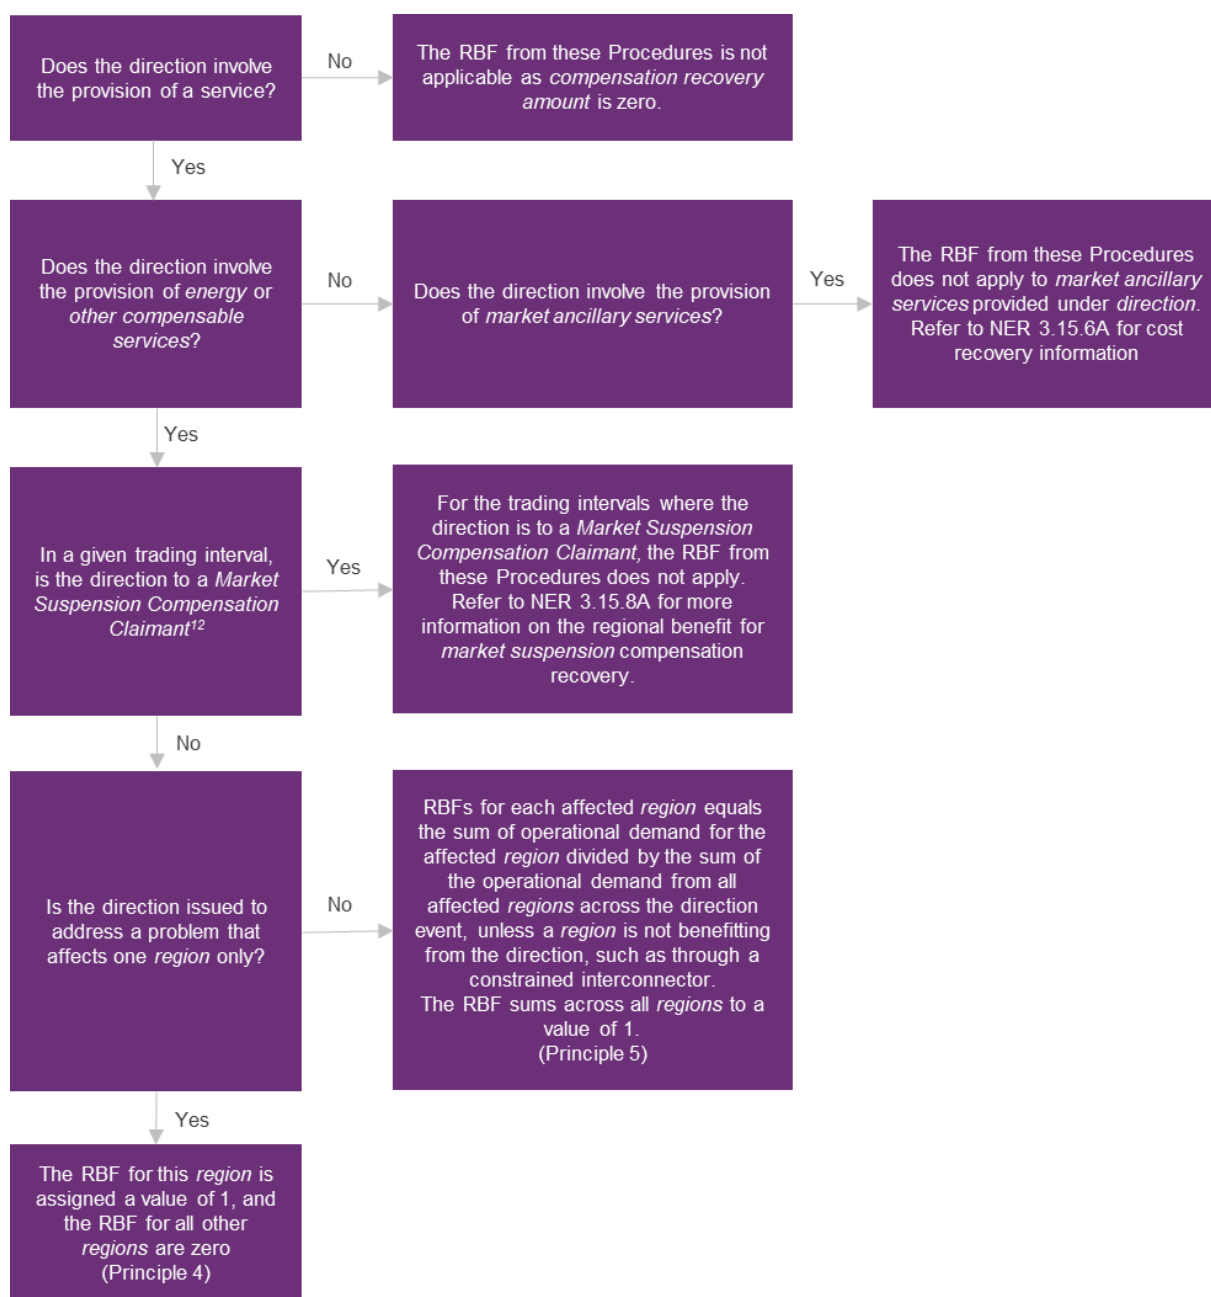 Does the direction involve
the provision of a service?
No
The RBF from these Procedures is not
applicable as compensation recovery
amount is zero.
Yes
Does the direction involve
the provision of energy or
other compensable
services?
No
Does the direction involve the provision
of market ancillary services?
Yes
The RBF from these Procedures
does not apply to market ancillary
services provided under direction.
Refer to NER 3.15.6A for cost
recovery information
Yes
In a given trading interval,
is the direction to a Market
Suspension Compensation
Claimant¹²
Yes
For the trading intervals where the
direction is to a Market Suspension
Compensation Claimant, the RBF from
these Procedures does not apply.
Refer to NER 3.15.8A for more
information on the regional benefit for
market suspension compensation
recovery.
No
Is the direction issued to
address a problem that
affects one region only?
No
RBFs for each affected region equals
the sum of operational demand for the
affected region divided by the sum of
the operational demand from all
affected regions across the direction
event, unless a region is not benefitting
from the direction, such as through a
constrained interconnector.
The RBF sums across all regions to a
value of 1.
(Principle 5)
Yes
The RBF for this region is
assigned a value of 1, and
the RBF for all other
regions are zero
(Principle 4)